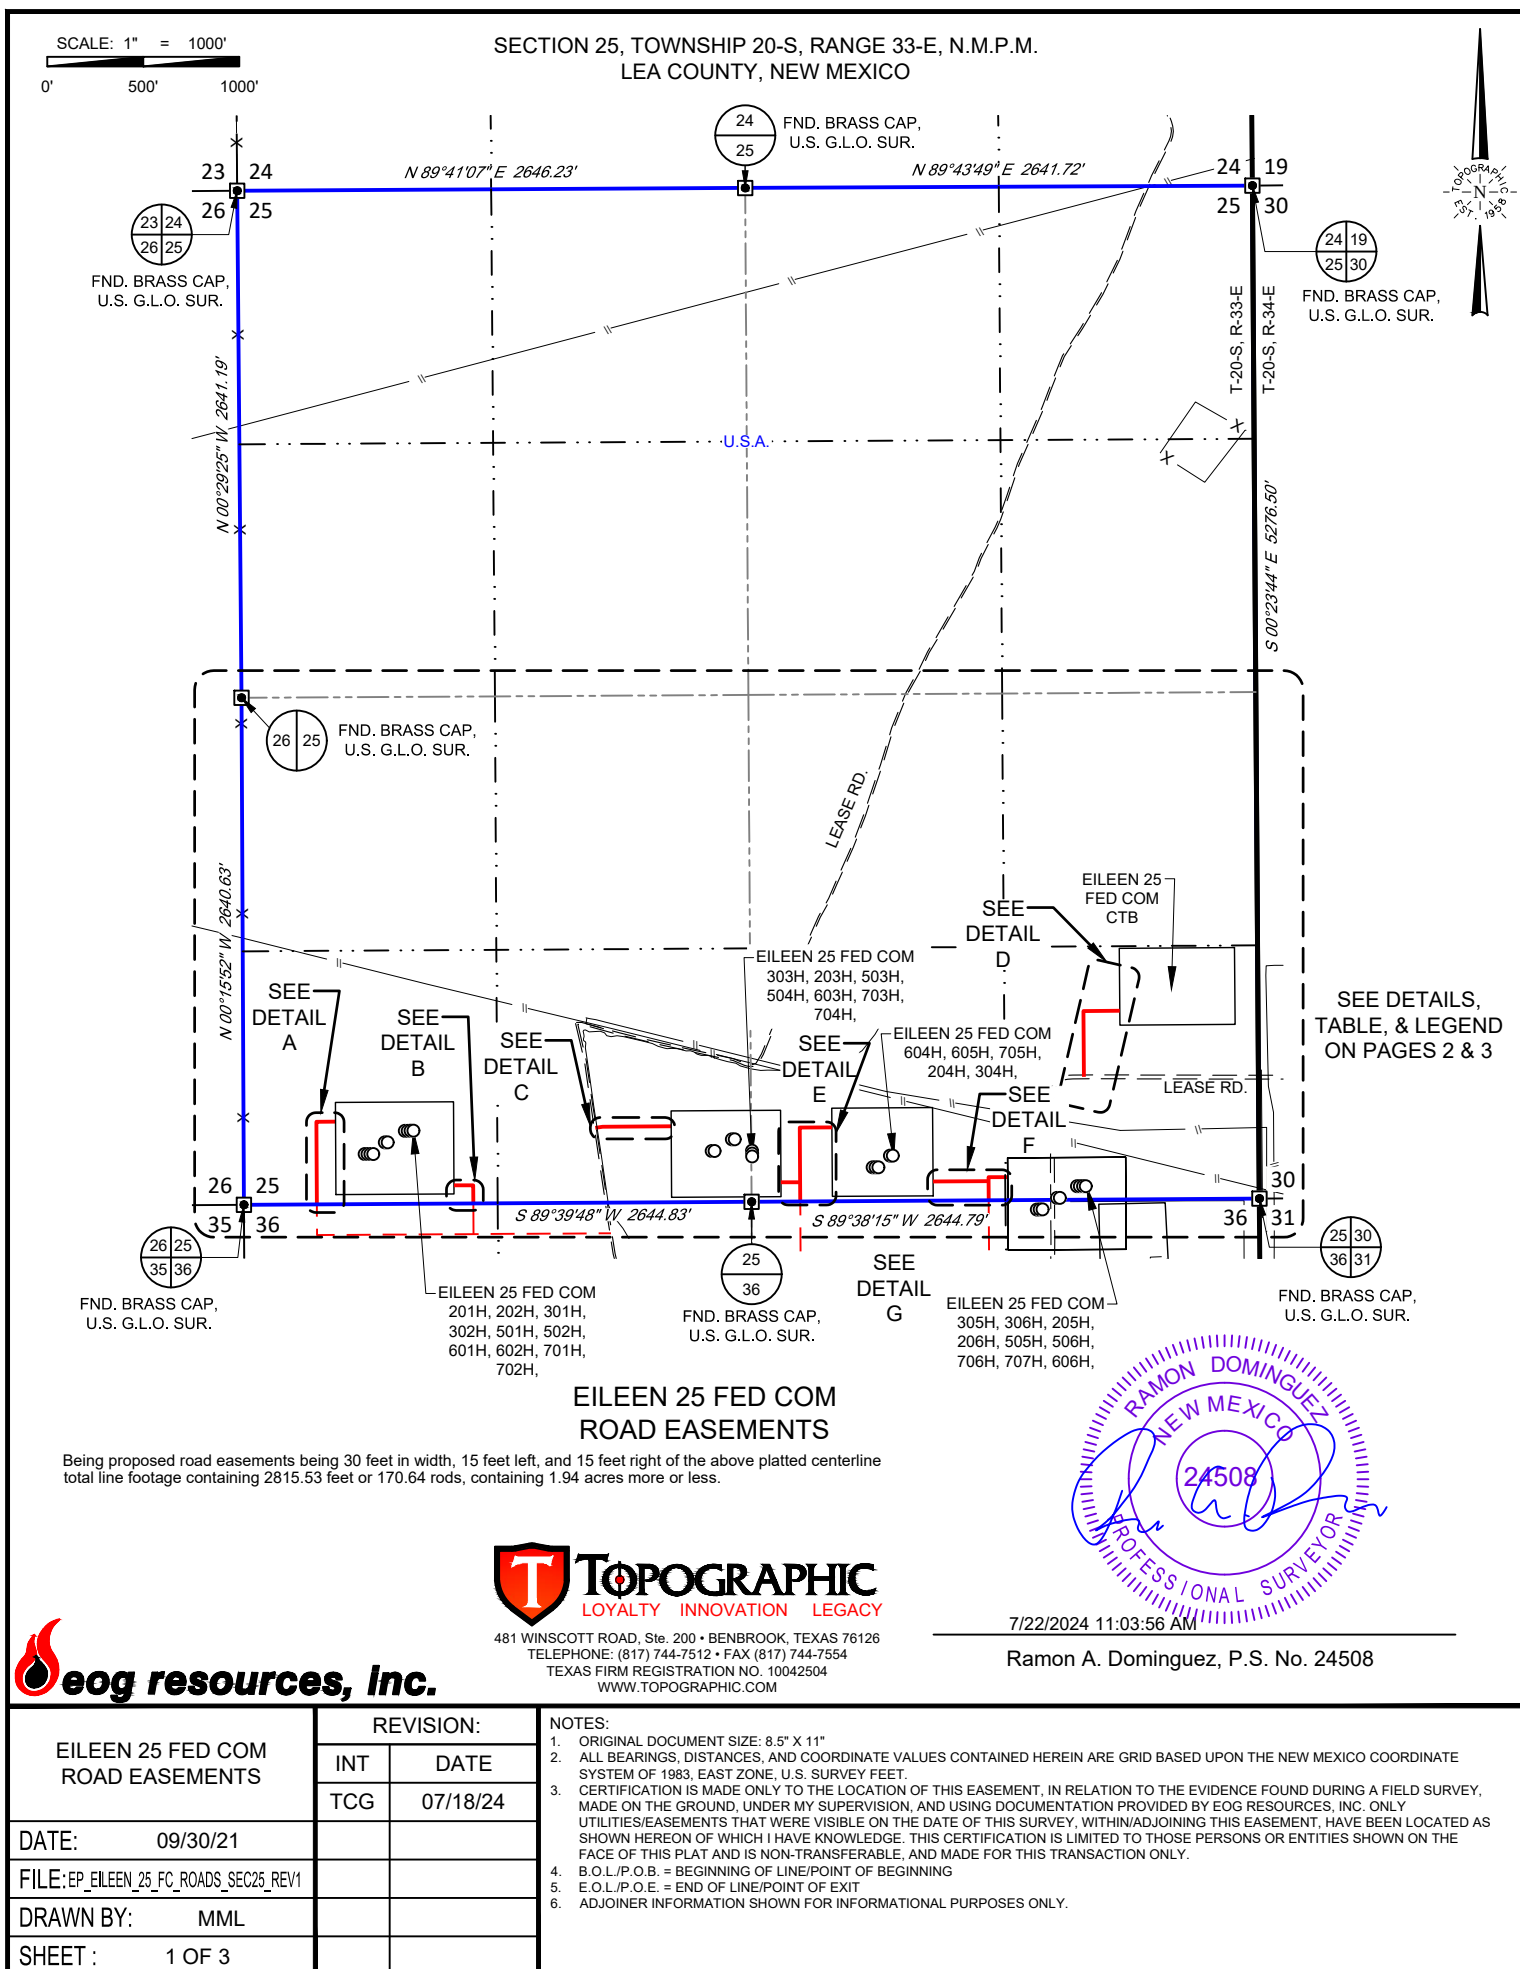 SCALE: 1" = 1000'
0' 500' 1000'
SECTION 25, TOWNSHIP 20-S, RANGE 33-E, N.M.P.M.
LEA COUNTY, NEW MEXICO
TOPOGRAPHIC
N
EST. 1958
24
25
FND. BRASS CAP,
U.S. G.L.O. SUR.
23 24
26 25
N 89°41'07" E 2646.23'
N 89°43'49" E 2641.72'
24 19
25 30
23 24
26 25
FND. BRASS CAP,
U.S. G.L.O. SUR.
24 19
25 30
FND. BRASS CAP,
U.S. G.L.O. SUR.
T-20-S, R-33-E
T-20-S, R-34-E
N 00°29'25" W 2641.19'
U.S.A.
S 00°23'44" E 5276.50'
26 25
FND. BRASS CAP,
U.S. G.L.O. SUR.
LEASE RD.
N 00°15'52" W 2640.63'
EILEEN 25
FED COM
CTB
SEE
DETAIL
D
EILEEN 25 FED COM
303H, 203H, 503H,
504H, 603H, 703H,
704H,
SEE
DETAIL
A
SEE
DETAIL
B
SEE
DETAIL
C
SEE
DETAIL
E
EILEEN 25 FED COM
604H, 605H, 705H,
204H, 304H,
SEE
DETAIL
F
LEASE RD.
SEE DETAILS,
TABLE, & LEGEND
ON PAGES 2 & 3
26 25
35 36
S 89°39'48" W 2644.83'
S 89°38'15" W 2644.79'
30
36 31
26 25
35 36
FND. BRASS CAP,
U.S. G.L.O. SUR.
25
36
FND. BRASS CAP,
U.S. G.L.O. SUR.
SEE
DETAIL
G
25 30
36 31
FND. BRASS CAP,
U.S. G.L.O. SUR.
EILEEN 25 FED COM
201H, 202H, 301H,
302H, 501H, 502H,
601H, 602H, 701H,
702H,
EILEEN 25 FED COM
305H, 306H, 205H,
206H, 505H, 506H,
706H, 707H, 606H,
EILEEN 25 FED COM
ROAD EASEMENTS
Being proposed road easements being 30 feet in width, 15 feet left, and 15 feet right of the above platted centerline
total line footage containing 2815.53 feet or 170.64 rods, containing 1.94 acres more or less.
RAMON DOMINGUEZ
NEW MEXICO
24508
PROFESSIONAL SURVEYOR
7/22/2024 11:03:56 AM
Ramon A. Dominguez, P.S. No. 24508
T TOPOGRAPHIC
LOYALTY INNOVATION LEGACY
481 WINSCOTT ROAD, Ste. 200 • BENBROOK, TEXAS 76126
TELEPHONE: (817) 744-7512 • FAX (817) 744-7554
TEXAS FIRM REGISTRATION NO. 10042504
WWW.TOPOGRAPHIC.COM
eog resources, inc.
EILEEN 25 FED COM
ROAD EASEMENTS
REVISION:
INT DATE
TCG 07/18/24
DATE: 09/30/21
FILE: EP_EILEEN_25_FC_ROADS_SEC25_REV1
DRAWN BY: MML
SHEET : 1 OF 3
NOTES:
1. ORIGINAL DOCUMENT SIZE: 8.5" X 11"
2. ALL BEARINGS, DISTANCES, AND COORDINATE VALUES CONTAINED HEREIN ARE GRID BASED UPON THE NEW MEXICO COORDINATE
SYSTEM OF 1983, EAST ZONE, U.S. SURVEY FEET.
3. CERTIFICATION IS MADE ONLY TO THE LOCATION OF THIS EASEMENT, IN RELATION TO THE EVIDENCE FOUND DURING A FIELD SURVEY,
MADE ON THE GROUND, UNDER MY SUPERVISION, AND USING DOCUMENTATION PROVIDED BY EOG RESOURCES, INC. ONLY
UTILITIES/EASEMENTS THAT WERE VISIBLE ON THE DATE OF THIS SURVEY, WITHIN/ADJOINING THIS EASEMENT, HAVE BEEN LOCATED AS
SHOWN HEREON OF WHICH I HAVE KNOWLEDGE. THIS CERTIFICATION IS LIMITED TO THOSE PERSONS OR ENTITIES SHOWN ON THE
FACE OF THIS PLAT AND IS NON-TRANSFERABLE, AND MADE FOR THIS TRANSACTION ONLY.
4. B.O.L./P.O.B. = BEGINNING OF LINE/POINT OF BEGINNING
5. E.O.L./P.O.E. = END OF LINE/POINT OF EXIT
6. ADJOINER INFORMATION SHOWN FOR INFORMATIONAL PURPOSES ONLY.